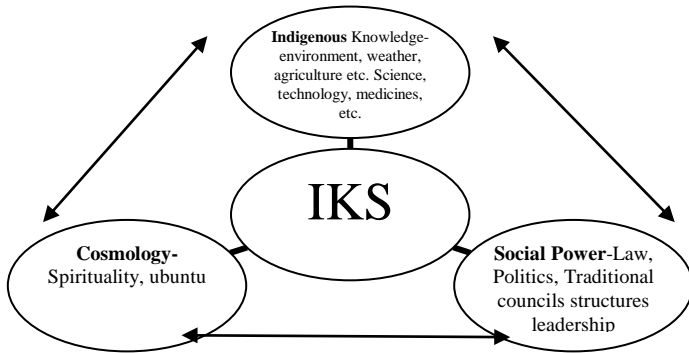 Indigenous Knowledge-
environment, weather,
agriculture etc. Science,
technology, medicines,
etc.
IKS
Cosmology-
Spirituality, ubuntu
Social Power-Law,
Politics, Traditional
councils structures
leadership